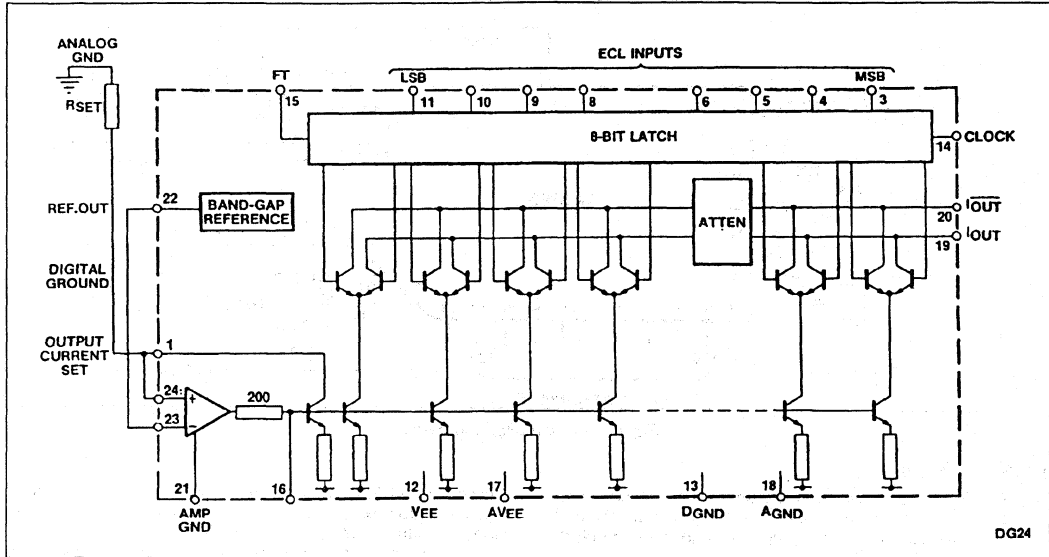 ANALOG
GND
RSET
FT
15
ECL INPUTS
LSB
MSB
11
10
9
8
6
5
4
3
8-BIT LATCH
14
CLOCK
REF.OUT
22
BAND-GAP
REFERENCE
ATTEN
IOUT
20
IOUT
19
DIGITAL
GROUND
OUTPUT
CURRENT
SET
1
24
+
23
−
200
21
AMP
GND
16
12
VEE
17
AVEE
13
DGND
18
AGND
DG24